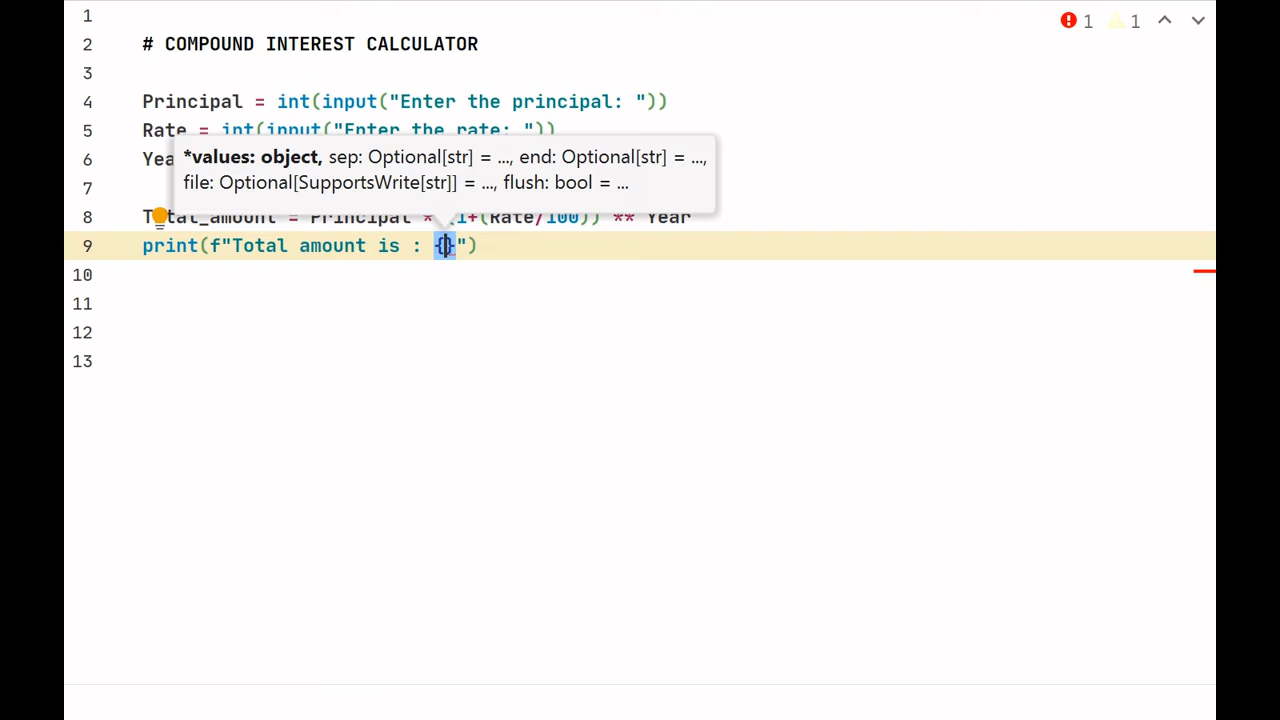 1
1 1
2 # COMPOUND INTEREST CALCULATOR
3
4 Principal = int(input("Enter the principal: "))
5 Rate = int(input("Enter the rate: "))
6 Yea
*values: object, sep: Optional[str] = ..., end: Optional[str] = ...,
file: Optional[SupportsWrite[str]] = ..., flush: bool = ...
7
8 Total_amount = Principal * (1+(Rate/100)) ** Year
9 print(f"Total amount is : {}")
10
11
12
13